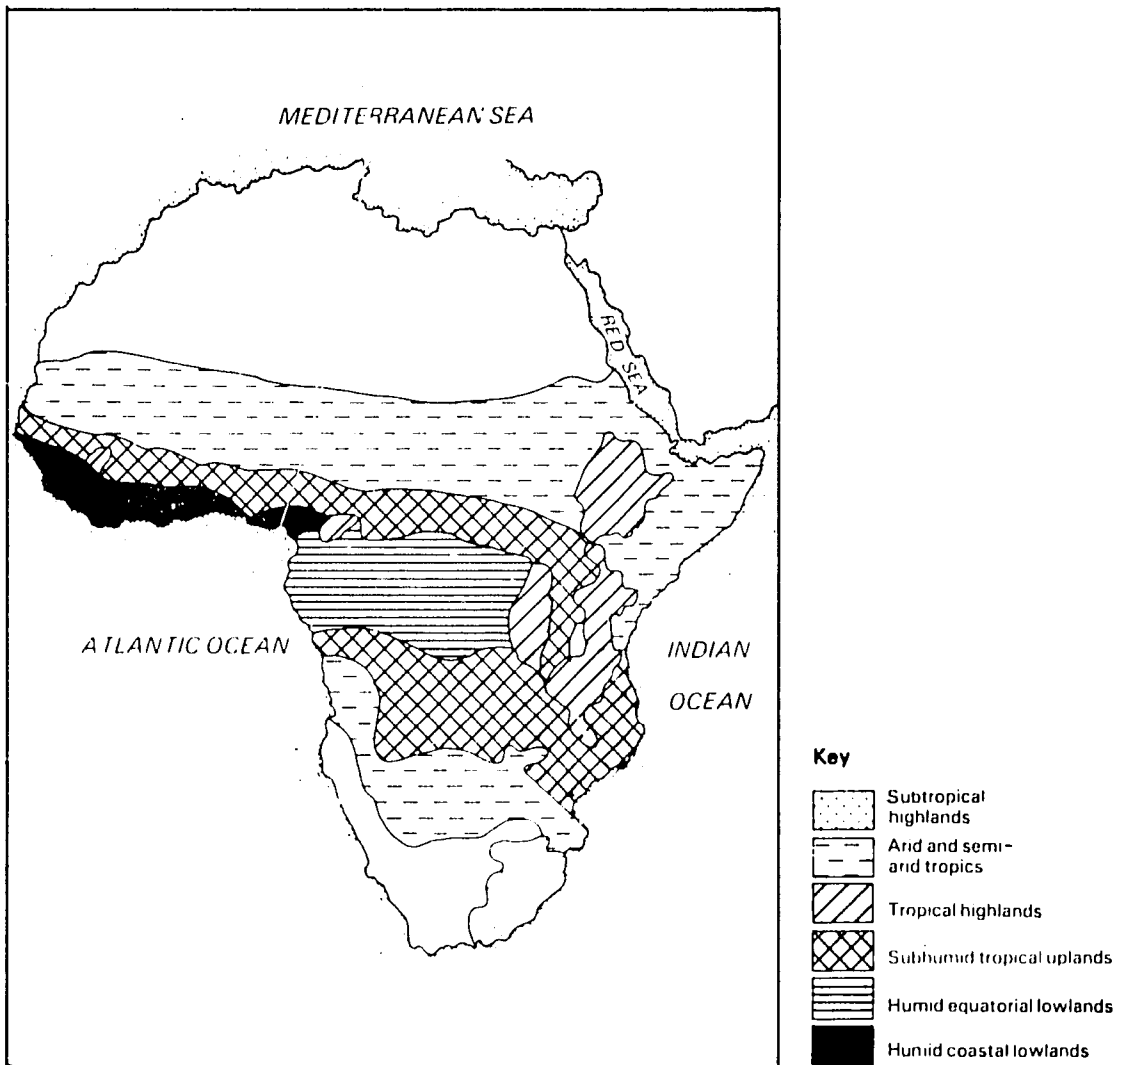 MEDITERRANEAN SEA
RED SEA
ATLANTIC OCEAN
INDIAN
OCEAN
Key
Subtropical
highlands
Arid and semi-
arid tropics
Tropical highlands
Subhumid tropical uplands
Humid equatorial lowlands
Humid coastal lowlands